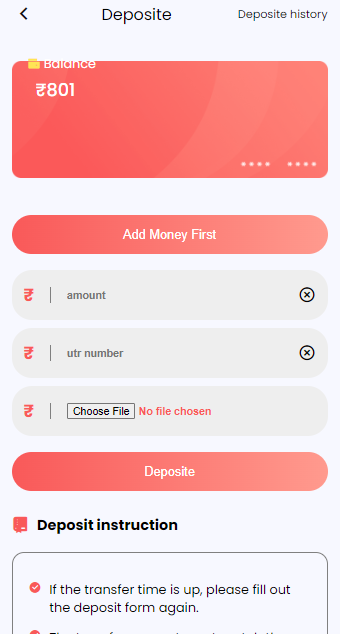 Deposite
Deposite history
Balance
₹801
Add Money First
₹ amount
₹ utr number
₹ Choose File No file chosen
Deposite
Deposit instruction
If the transfer time is up, please fill out
the deposit form again.